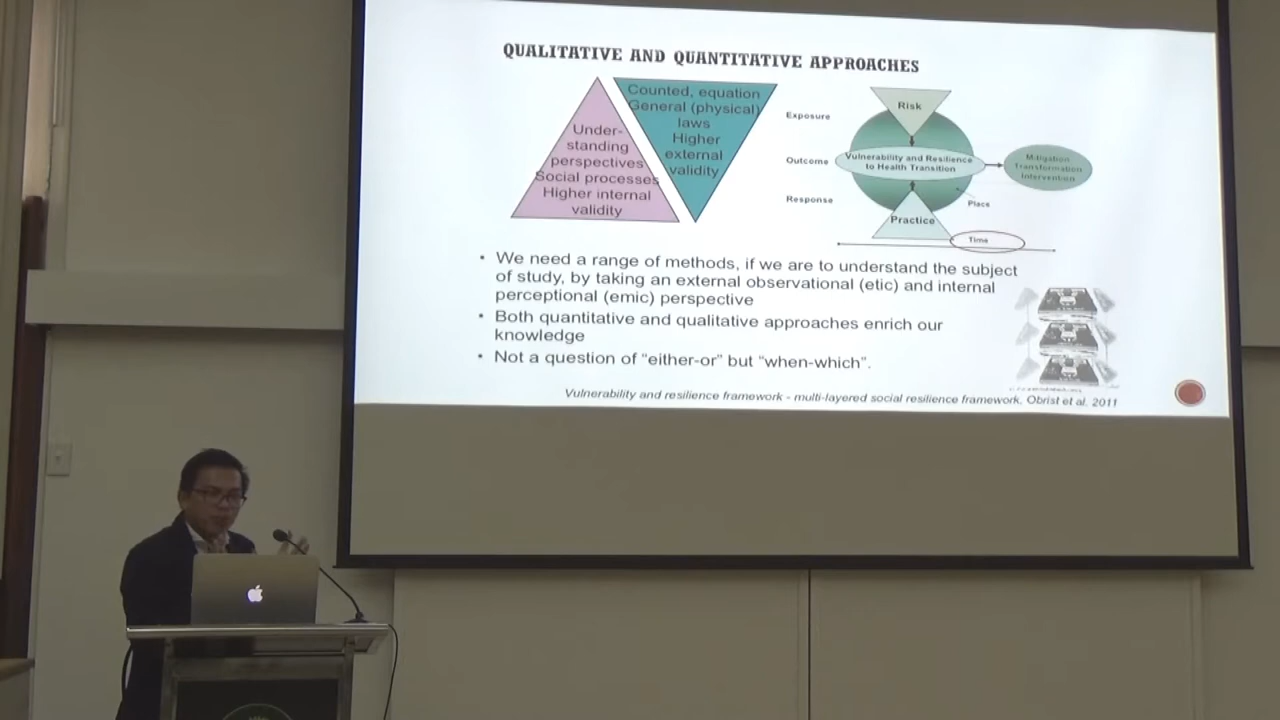 QUALITATIVE AND QUANTITATIVE APPROACHES
Under-
standing
perspectives
Social processes
Higher internal
validity
Counted, equation
General (physical)
laws
Higher
external
validity
Exposure
Outcome
Response
Risk
Vulnerability and Resilience
to Health Transition
Practice
Mitigation
Transformation
Intervention
Place
Time
• We need a range of methods, if we are to understand the subject
of study, by taking an external observational (etic) and internal
perceptional (emic) perspective
• Both quantitative and qualitative approaches enrich our
knowledge
• Not a question of “either-or” but “when-which”.
Vulnerability and resilience framework - multi-layered social resilience framework. Obrist et al. 2011